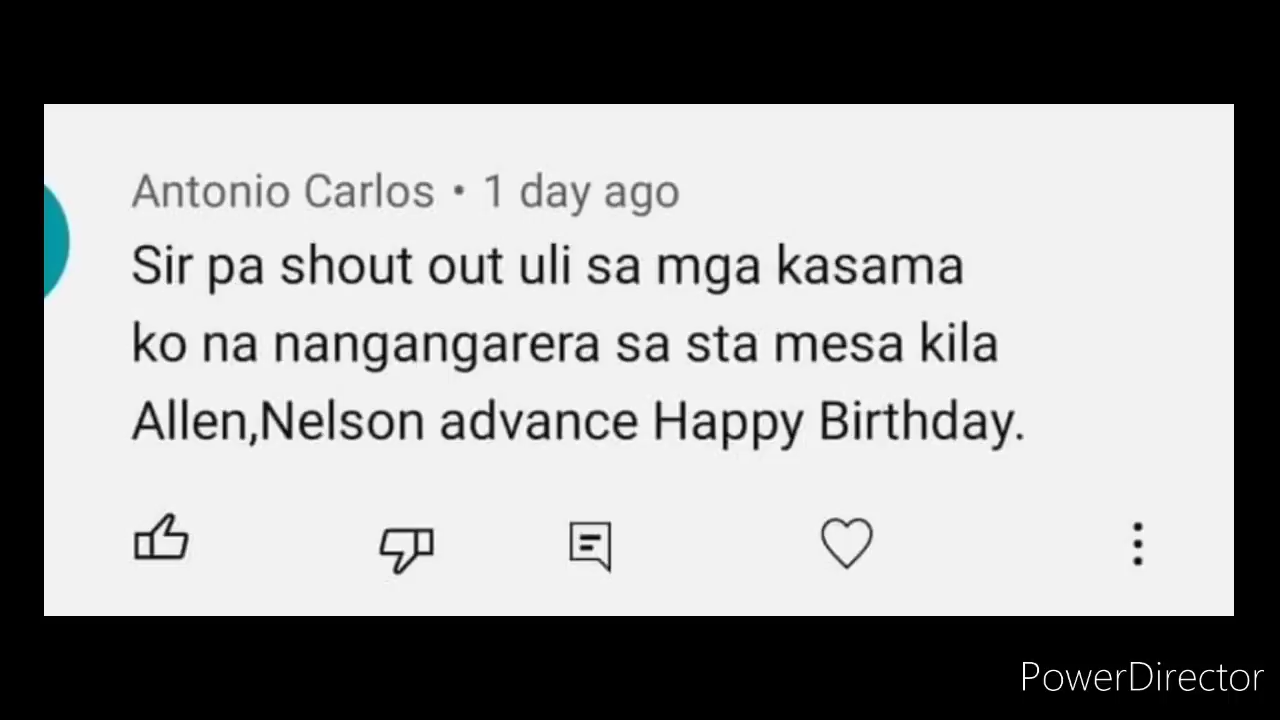 Antonio Carlos • 1 day ago
Sir pa shout out uli sa mga kasama
ko na nangangarera sa sta mesa kila
Allen,Nelson advance Happy Birthday.
PowerDirector